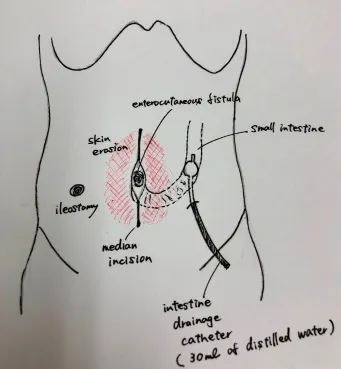 enterocutaneous fistula
skin
erosion
small intestine
ileostomy
median
incision
intestine
drainage
catheter
(30ml of distilled water)